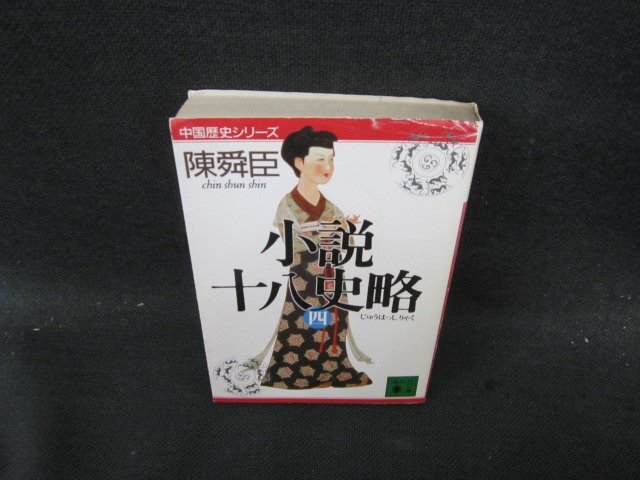 中国歴史シリーズ
陳舜臣
chin shun shin
小説
十八史略
四
じゅうはっしりゃく